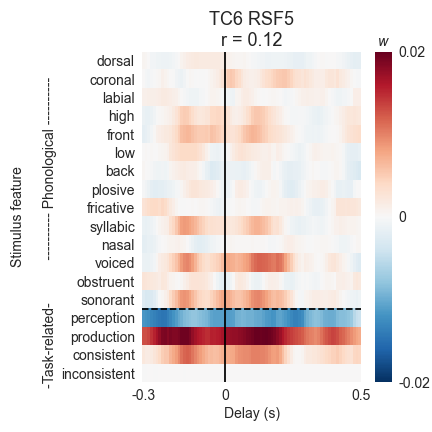 TC6 RSF5
r = 0.12
w
dorsal
coronal
labial
high
front
low
back
plosive
fricative
syllabic
nasal
voiced
obstruent
sonorant
perception
production
consistent
inconsistent
Stimulus feature
----------- Phonological ----------
-Task-related-
0.02
0
-0.02
-0.3
0
0.5
Delay (s)